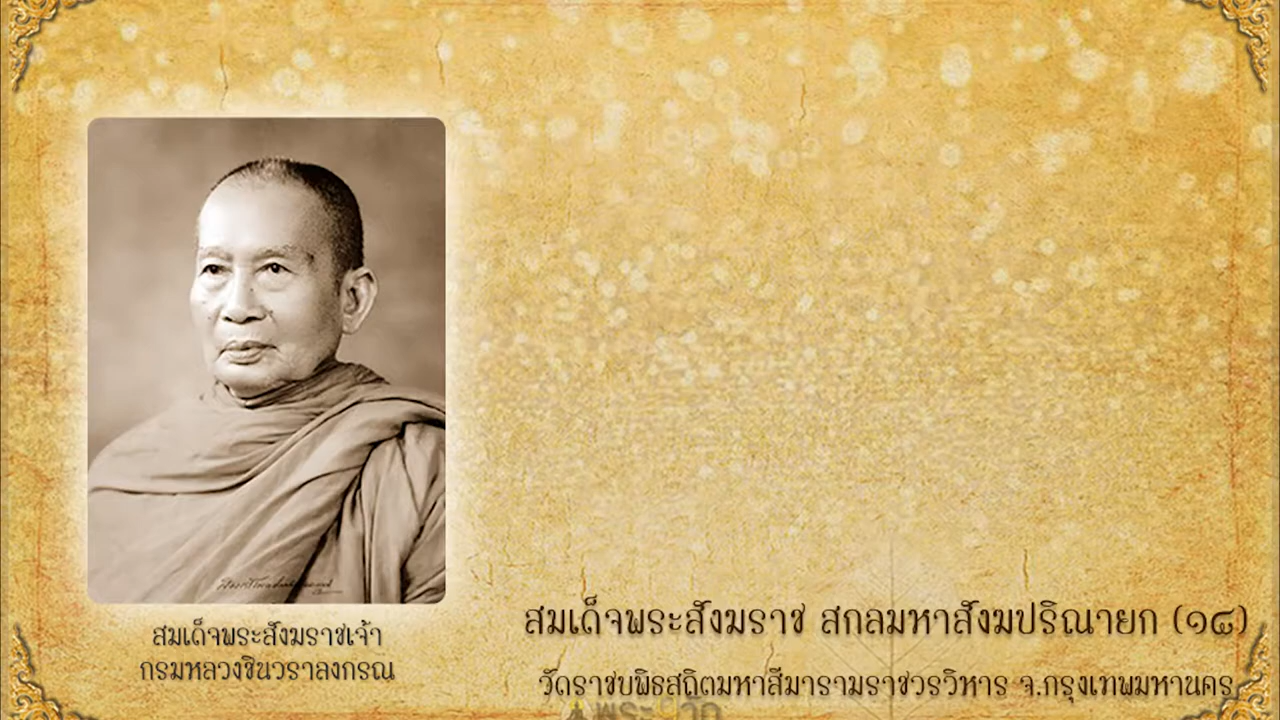 สมเด็จพระสังฆราชเจ้า
กรมหลวงชินวราลงกรณ
สมเด็จพระสังฆราช สกลมหาสังฆปริณายก (๑๘)
วัดราชบพิธสถิตมหาสีมารามราชวรวิหาร จ.กรุงเทพมหานคร